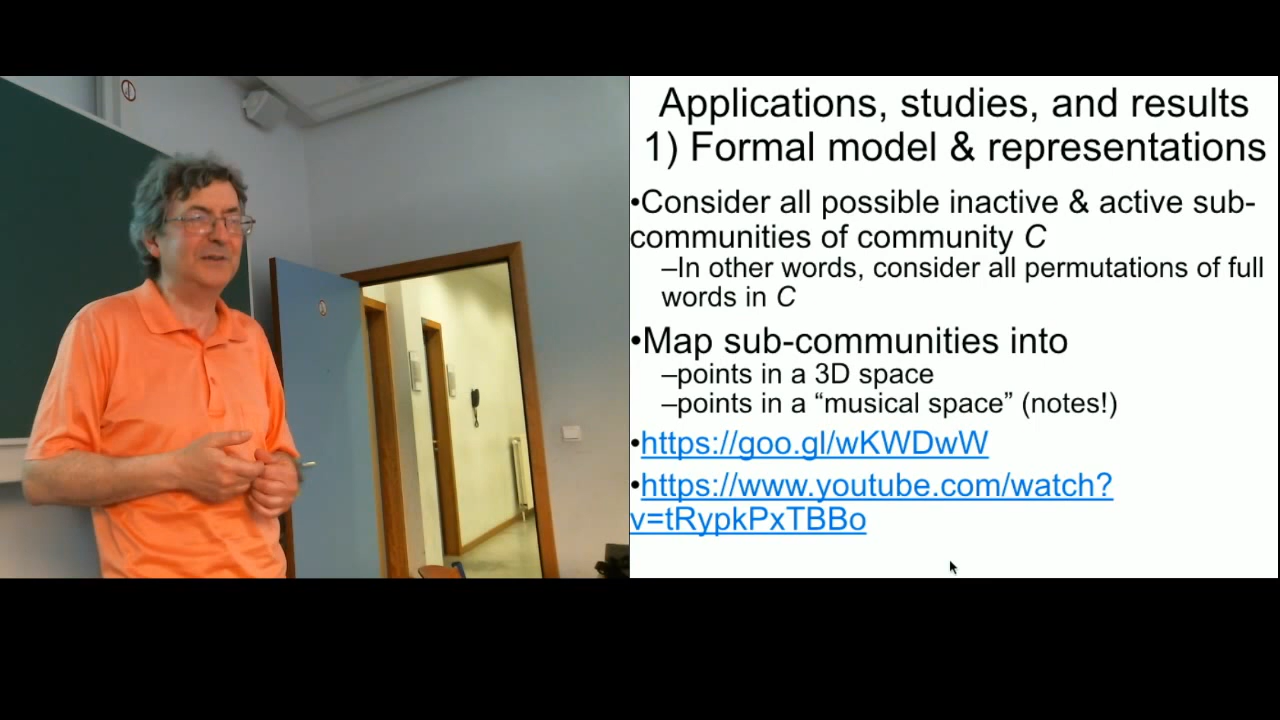 Applications, studies, and results
1) Formal model & representations
•Consider all possible inactive & active sub-
communities of community C
–In other words, consider all permutations of full
words in C
•Map sub-communities into
–points in a 3D space
–points in a “musical space” (notes!)
•https://goo.gl/wKWDwW
•https://www.youtube.com/watch?
v=tRypkPxTBBo